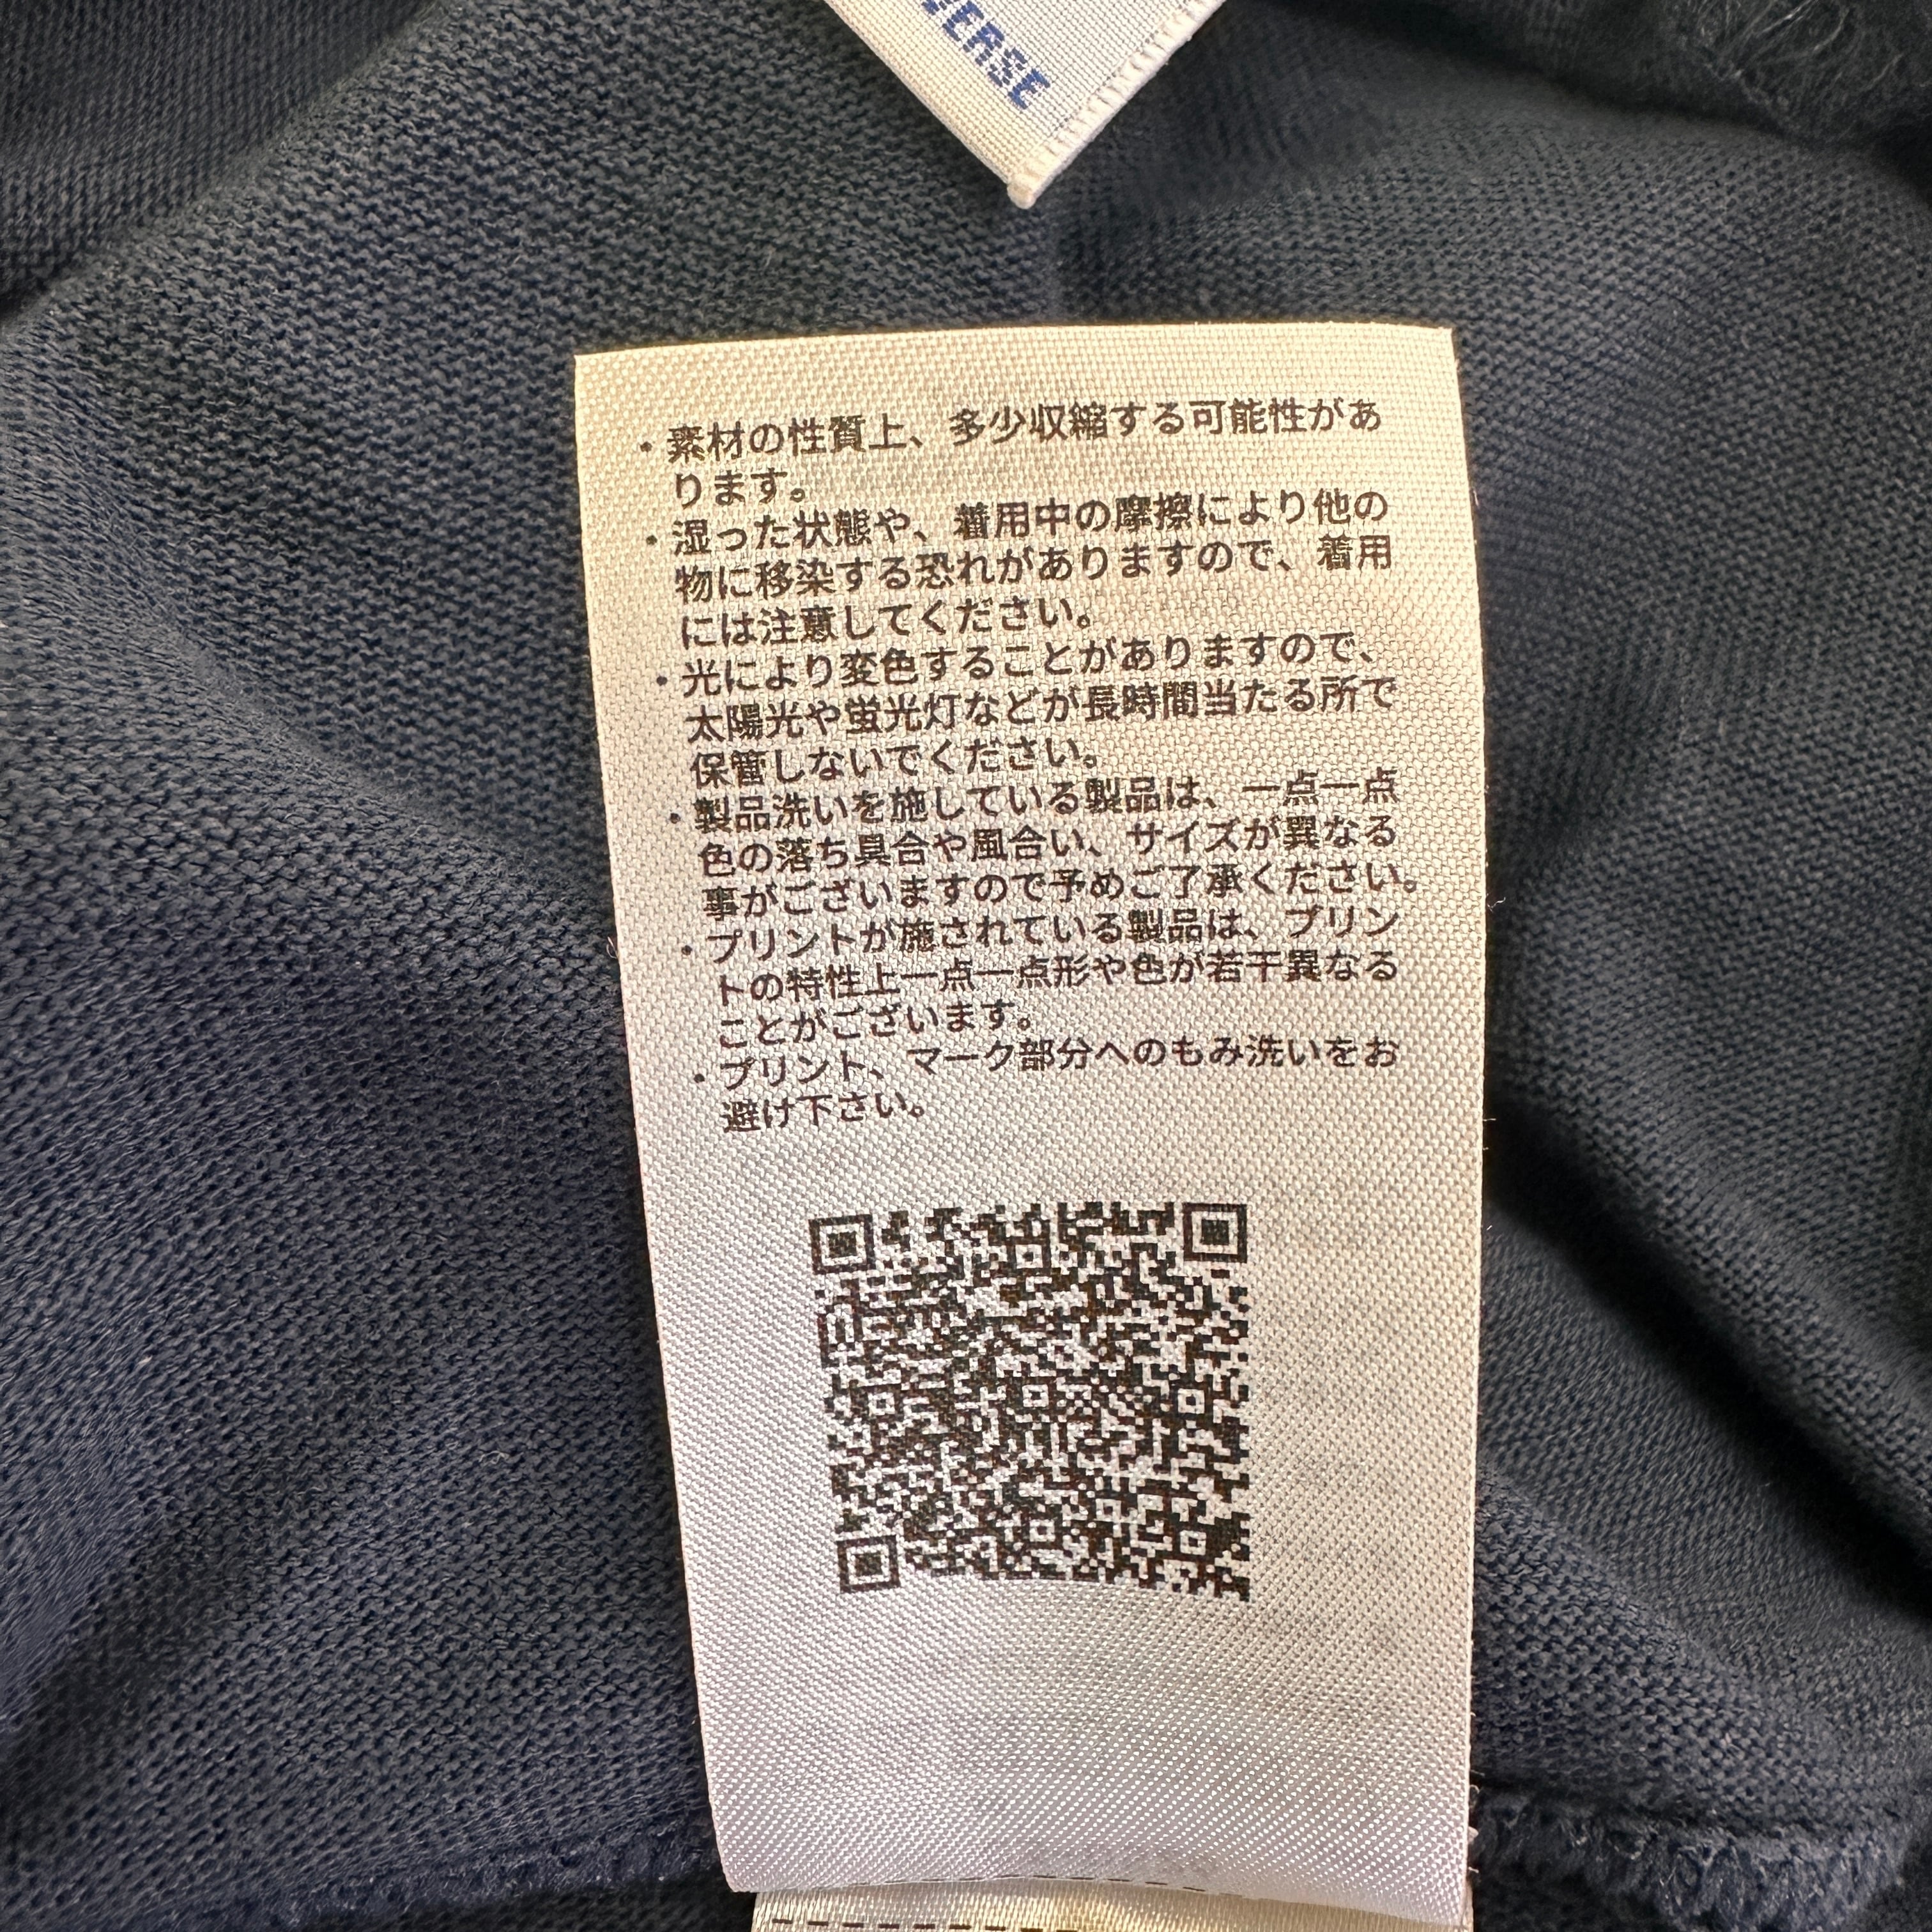 ERSE
・素材の性質上、多少収縮する可能性があ
ります。
・湿った状態や、着用中の摩擦により他の
物に移染する恐れがありますので、着用
には注意してください。
・光により変色することがありますので、
太陽光や蛍光灯などが長時間当たる所で
保管しないでください。
・製品洗いを施している製品は、一点一点
色の落ち具合や風合い、サイズが異なる
事がございますので予めご了承ください。
・プリントが施されている製品は、プリン
トの特性上一点一点形や色が若干異なる
ことがございます。
・プリント、マーク部分へのもみ洗いをお
避け下さい。